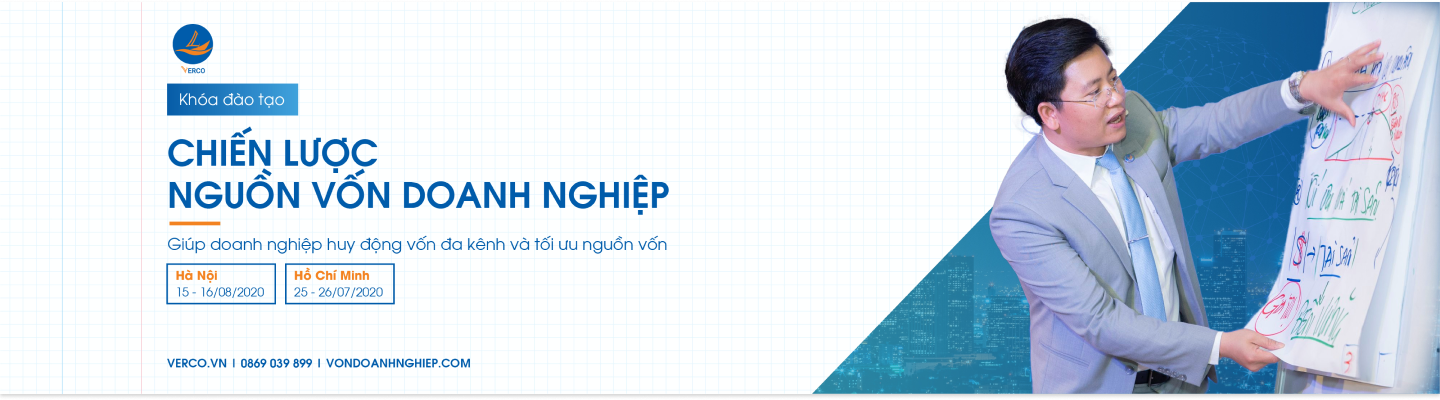 VERCO
Khóa đào tạo
CHIẾN LƯỢC
NGUỒN VỐN DOANH NGHIỆP
Giúp doanh nghiệp huy động vốn đa kênh và tối ưu nguồn vốn
Hà Nội
15 - 16/08/2020
Hồ Chí Minh
25 - 26/07/2020
VERCO.VN | 0869 039 899 | VONDOANHNGHIEP.COM
TÀI SẢN